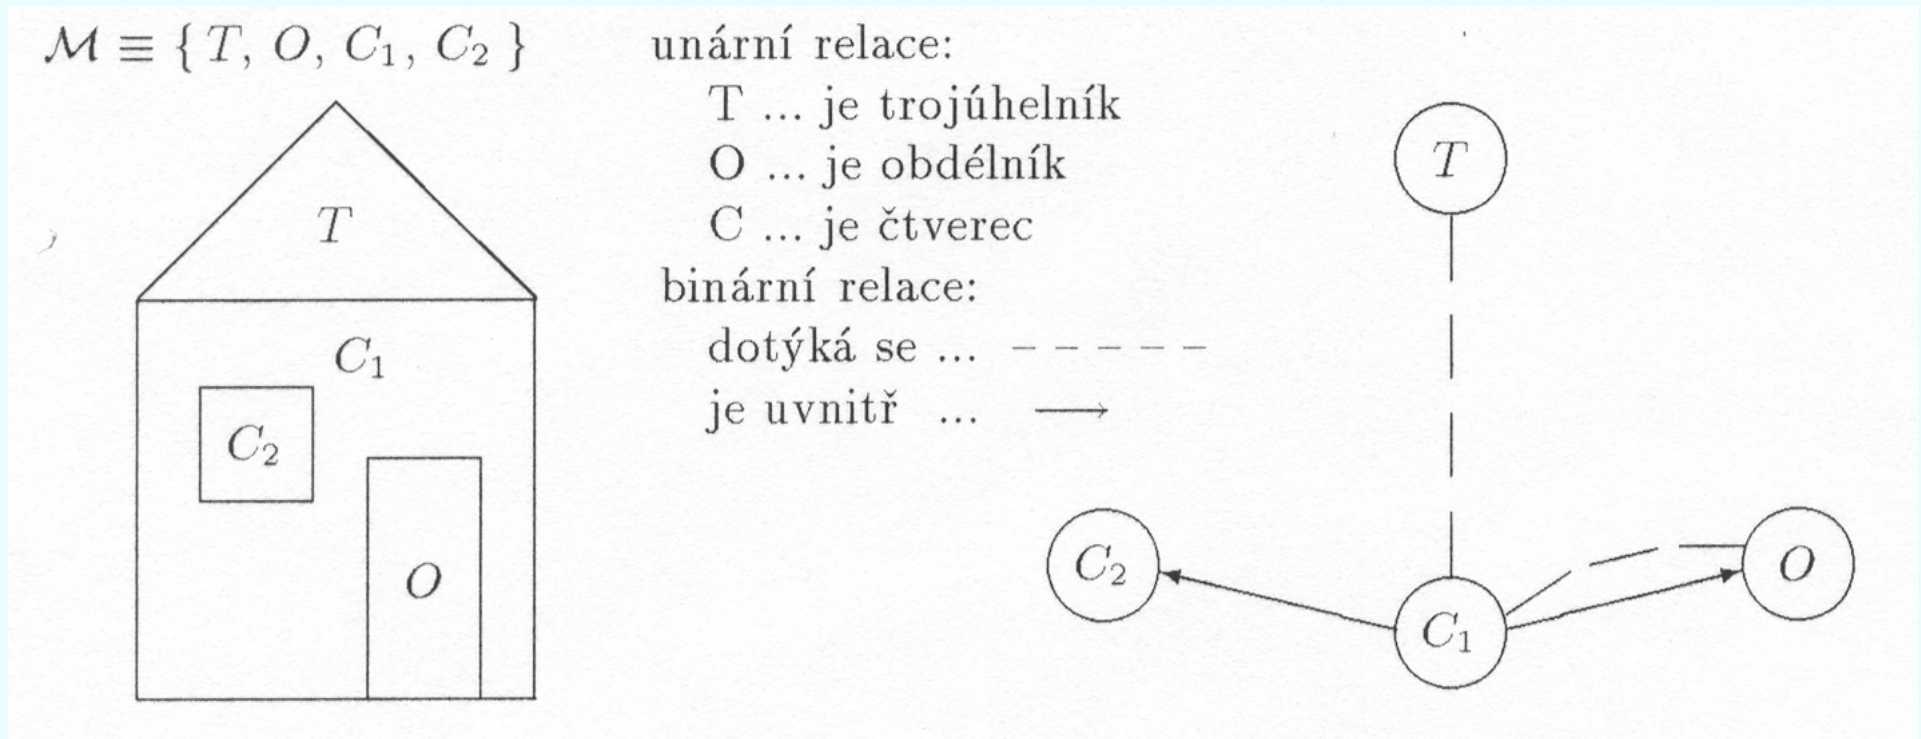 ℳ ≡ { T, O, C₁, C₂ }
T
C₁
C₂
O
unární relace:
T ... je trojúhelník
O ... je obdélník
C ... je čtverec
binární relace:
dotýká se ... – – – – –
je uvnitř ... ⟶
T
C₂
O
C₁